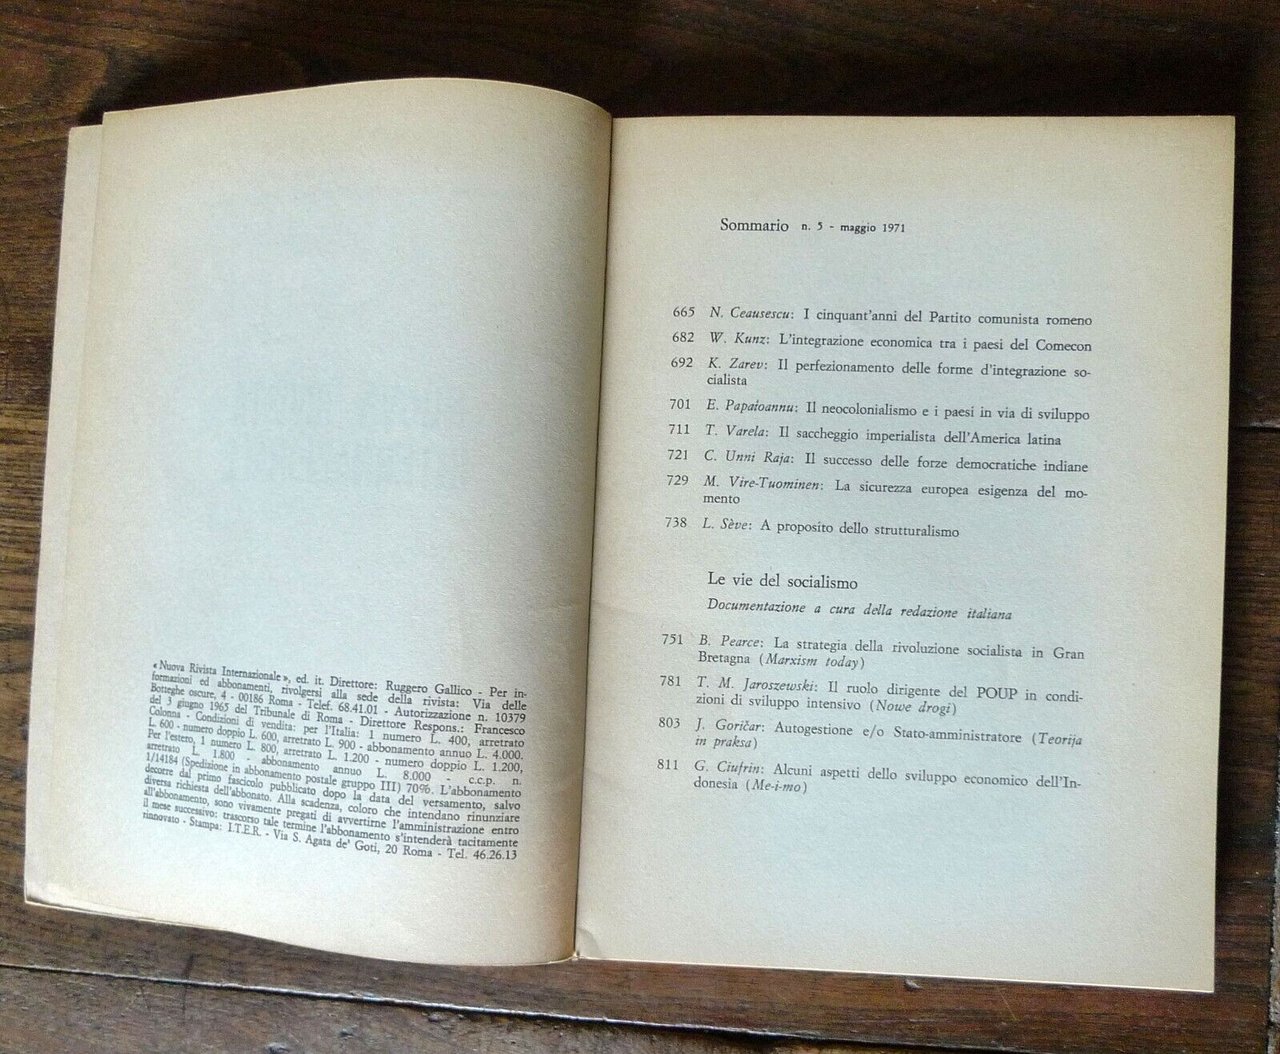 « Nuova Rivista Internazionale », ed. it. Direttore: Ruggero Gallico - Per in-
formazioni ed abbonamenti, rivolgersi alla sede della rivista: Via delle
Botteghe oscure, 4 - 00186 Roma - Telef. 68.41.01 - Autorizzazione n. 10379
del 3 giugno 1965 del Tribunale di Roma - Direttore Respons.: Francesco
Colonna - Condizioni di vendita: per l'Italia: 1 numero L. 400, arretrato
L. 600 - numero doppio L. 600, arretrato L. 900 - abbonamento annuo L. 4.000.
Per l'estero, 1 numero L. 800, arretrato L. 1.200 - numero doppio L. 1.200,
arretrato L. 1.800 - abbonamento annuo L. 8.000 - c.c.p. n.
1/14184 (Spedizione in abbonamento postale gruppo III) 70%. L'abbonamento
decorre dal primo fascicolo pubblicato dopo la data del versamento, salvo
diversa richiesta dell'abbonato. Alla scadenza, coloro che intendano rinunziare
all'abbonamento, sono vivamente pregati di avvertirne l'amministrazione entro
il mese successivo: trascorso tale termine l'abbonamento s'intenderà tacitamente
rinnovato - Stampa: I.T.E.R. - Via S. Agata de' Goti, 20 Roma - Tel. 46.26.13
Sommario n. 5 - maggio 1971
665 N. Ceausescu: I cinquant'anni del Partito comunista romeno
682 W. Kunz: L'integrazione economica tra i paesi del Comecon
692 K. Zarev: Il perfezionamento delle forme d'integrazione so-
cialista
701 E. Papaioannu: Il neocolonialismo e i paesi in via di sviluppo
711 T. Varela: Il saccheggio imperialista dell'America latina
721 C. Unni Raja: Il successo delle forze democratiche indiane
729 M. Vire-Tuominen: La sicurezza europea esigenza del mo-
mento
738 L. Sève: A proposito dello strutturalismo
Le vie del socialismo
Documentazione a cura della redazione italiana
751 B. Pearce: La strategia della rivoluzione socialista in Gran
Bretagna (Marxism today)
781 T. M. Jaroszewski: Il ruolo dirigente del POUP in condi-
zioni di sviluppo intensivo (Nowe drogi)
803 J. Goričar: Autogestione e/o Stato-amministratore (Teorija
in praksa)
811 G. Ciufrin: Alcuni aspetti dello sviluppo economico dell'In-
donesia (Me-i-mo)